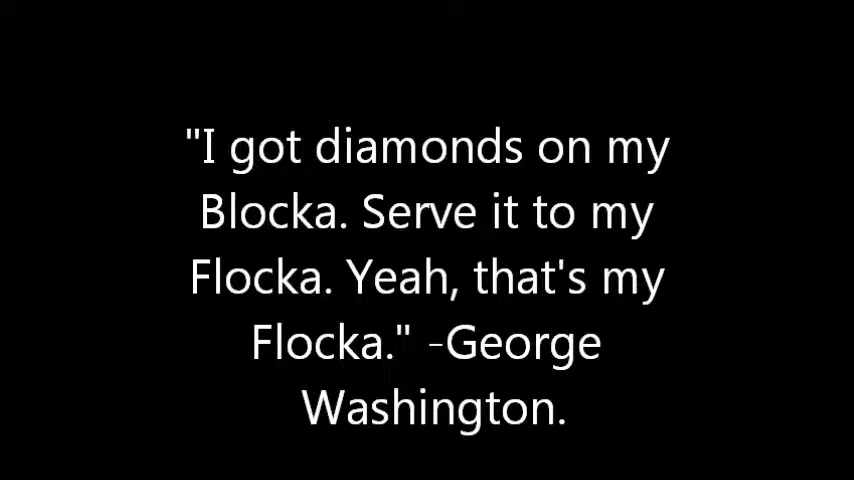 "I got diamonds on my
Blocka. Serve it to my
Flocka. Yeah, that's my
Flocka." -George
Washington.